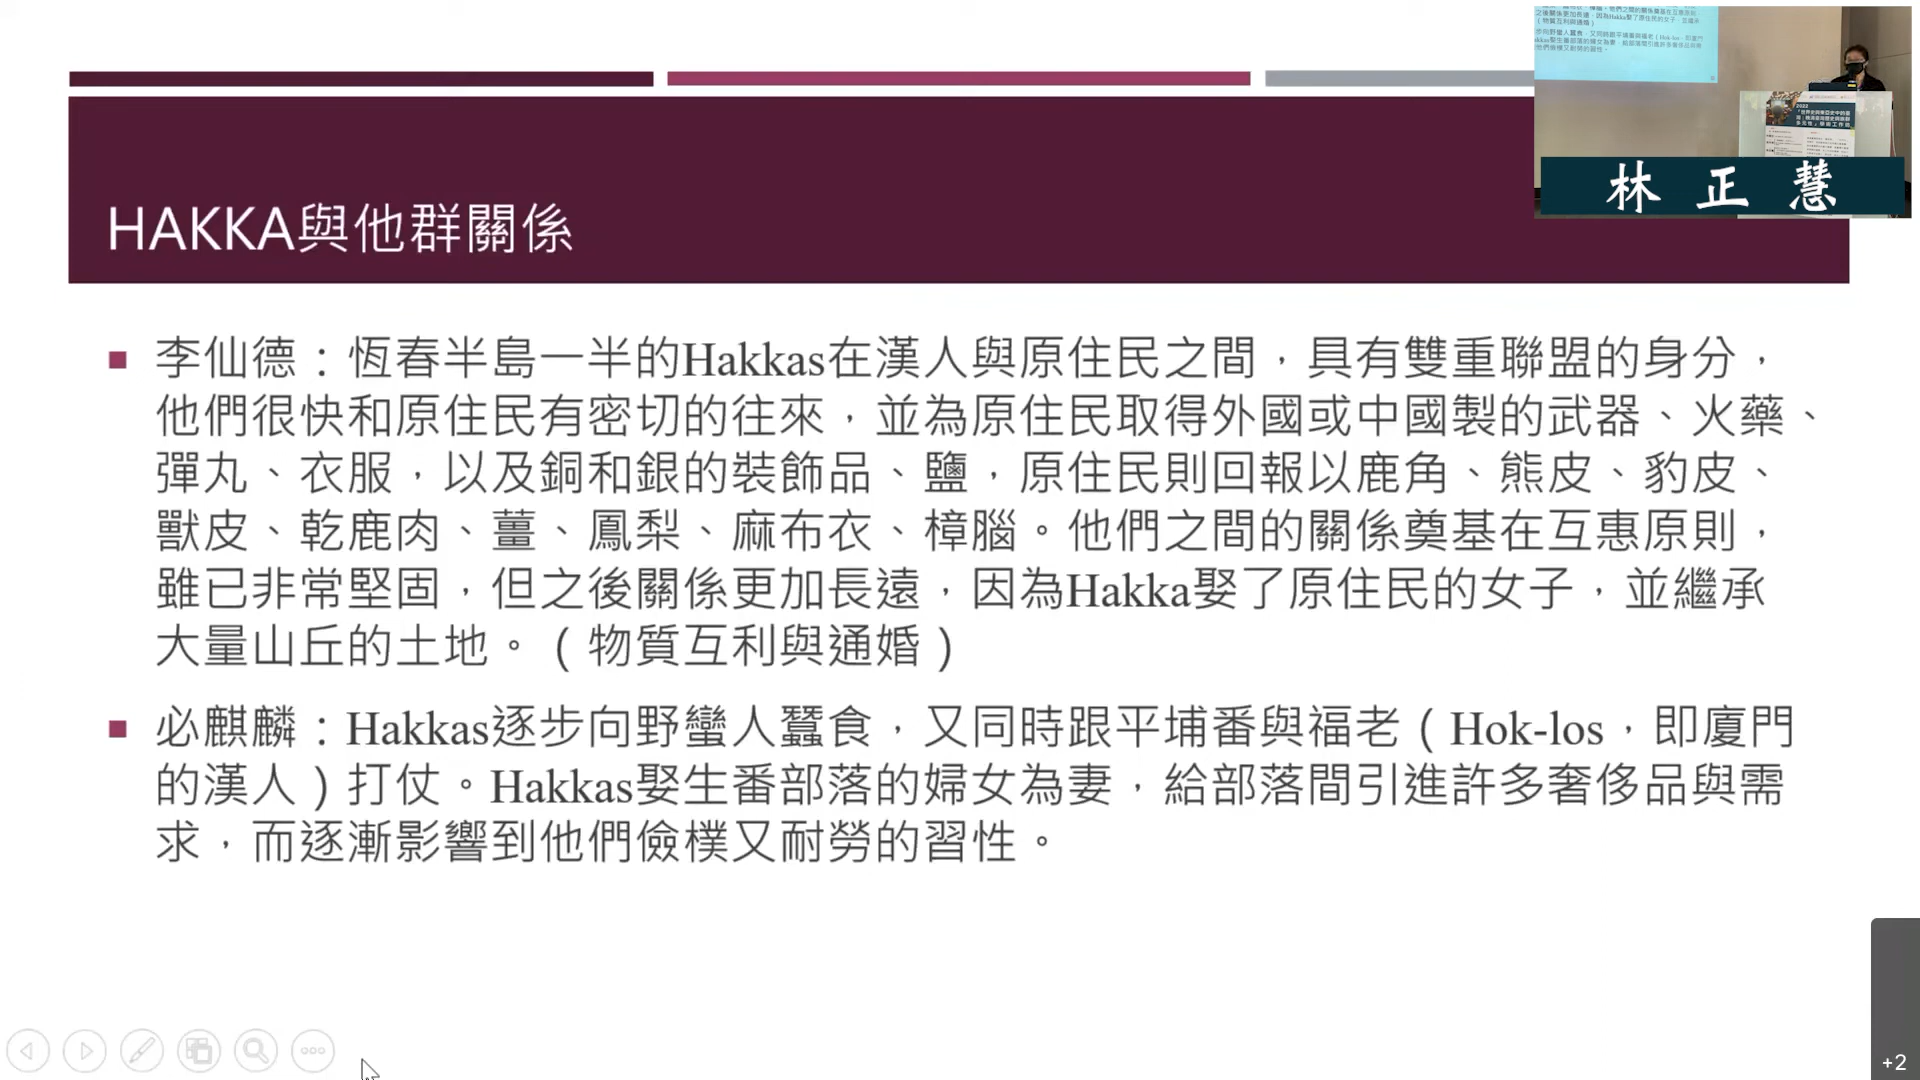 HAKKA與他群關係
林正慧
李仙德：恆春半島一半的Hakkas在漢人與原住民之間，具有雙重聯盟的身分，
他們很快和原住民有密切的往來，並為原住民取得外國或中國製的武器、火藥、
彈丸、衣服，以及銅和銀的裝飾品、鹽，原住民則回報以鹿角、熊皮、豹皮、
獸皮、乾鹿肉、薑、鳳梨、麻布衣、樟腦。他們之間的關係奠基在互惠原則，
雖已非常堅固，但之後關係更加長遠，因為Hakka娶了原住民的女子，並繼承
大量山丘的土地。（物質互利與通婚）
必麒麟：Hakkas逐步向野蠻人蠶食，又同時跟平埔番與福老（Hok-los，即廈門
的漢人）打仗。Hakkas娶生番部落的婦女為妻，給部落間引進許多奢侈品與需
求，而逐漸影響到他們儉樸又耐勞的習性。
+2